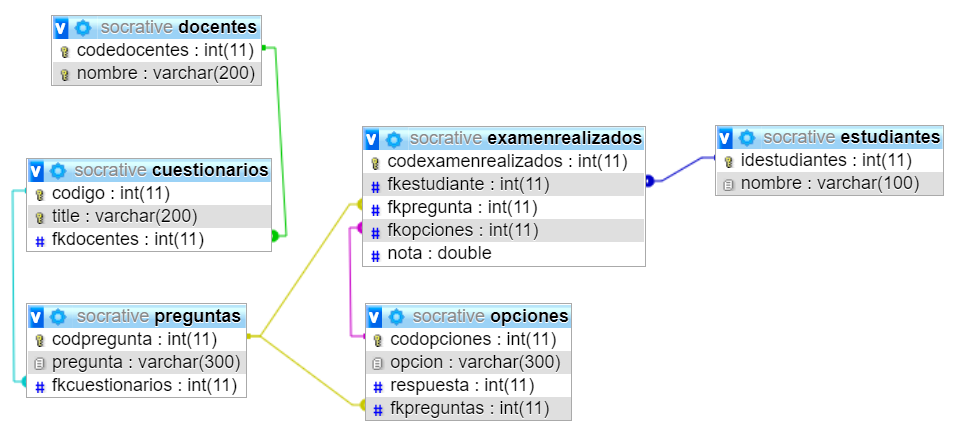 socrative docentes
codedocentes : int(11)
nombre : varchar(200)
socrative cuestionarios
codigo : int(11)
title : varchar(200)
fkdocentes : int(11)
socrative preguntas
codpregunta : int(11)
pregunta : varchar(300)
fkcuestionarios : int(11)
socrative examenrealizados
codexamenrealizados : int(11)
fkestudiante : int(11)
fkpregunta : int(11)
fkopciones : int(11)
nota : double
socrative opciones
codopciones : int(11)
opcion : varchar(300)
respuesta : int(11)
fkpreguntas : int(11)
socrative estudiantes
idestudiantes : int(11)
nombre : varchar(100)